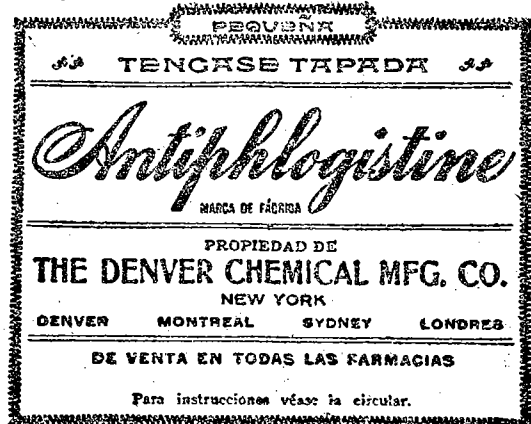 PEQUEÑA
TENGASE TAPADA
Antiphlogistine
MARCA DE FÁBRICA
PROPIEDAD DE
THE DENVER CHEMICAL MFG. CO.
NEW YORK
DENVER MONTREAL SYDNEY LONDRES
DE VENTA EN TODAS LAS FARMACIAS
Para instrucciones véase la circular.